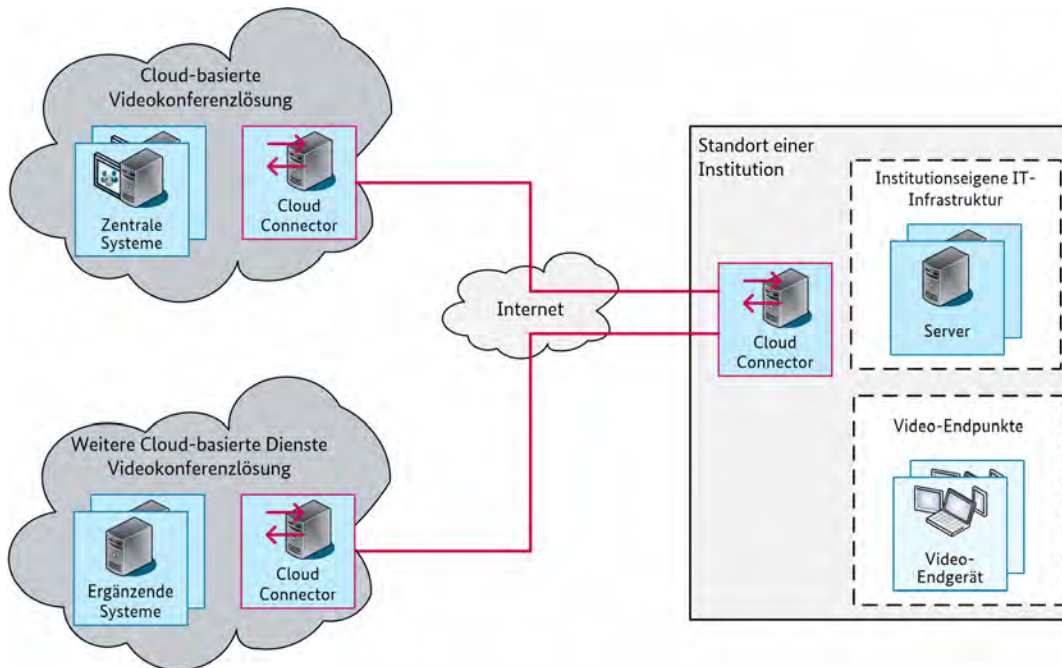 Cloud-basierte
Videokonferenzlösung
Zentrale
Systeme
Cloud
Connector
Weitere Cloud-basierte Dienste
Videokonferenzlösung
Ergänzende
Systeme
Cloud
Connector
Internet
Standort einer
Institution
Cloud
Connector
Institutionseigene IT-
Infrastruktur
Server
Video-Endpunkte
Video-
Endgerät